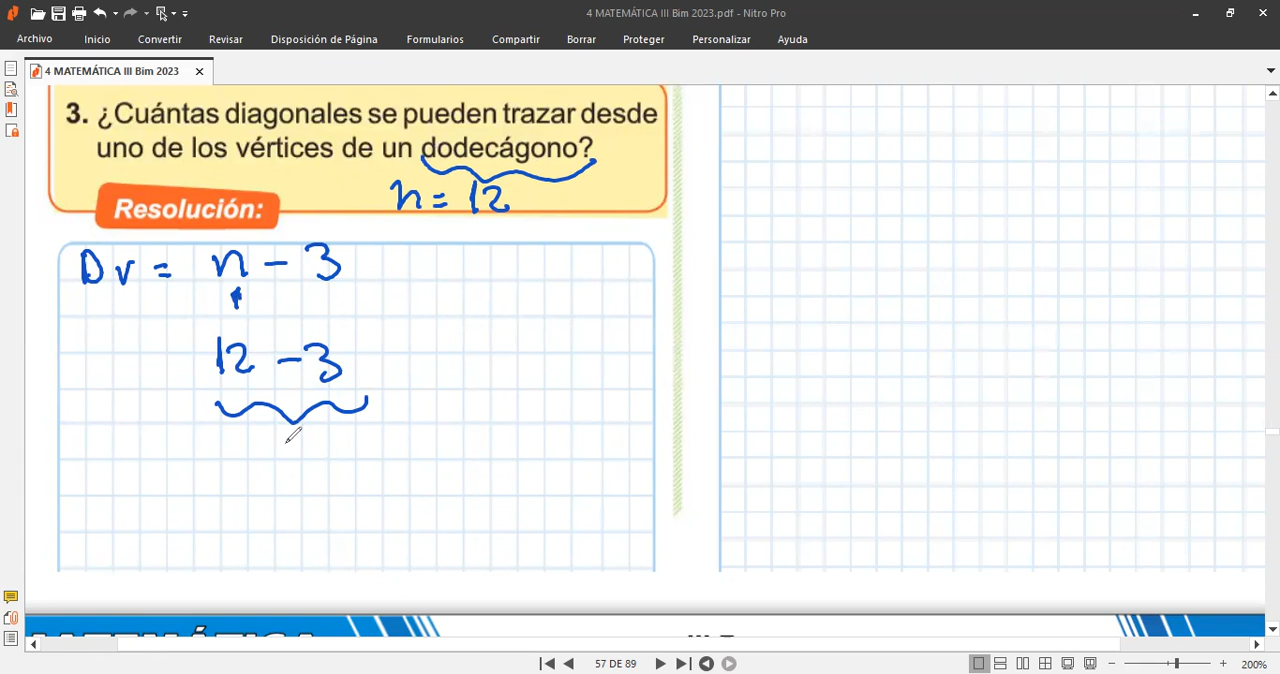 4 MATEMÁTICA III Bim 2023.pdf - Nitro Pro
Archivo Inicio Convertir Revisar Disposición de Página Formularios Compartir Borrar Proteger Personalizar Ayuda
4 MATEMÁTICA III Bim 2023
3. ¿Cuántas diagonales se pueden trazar desde
uno de los vértices de un dodecágono?
n = 12
Resolución:
Dv = n - 3
12 - 3
MATEMÁTICA
57 DE 89
200%